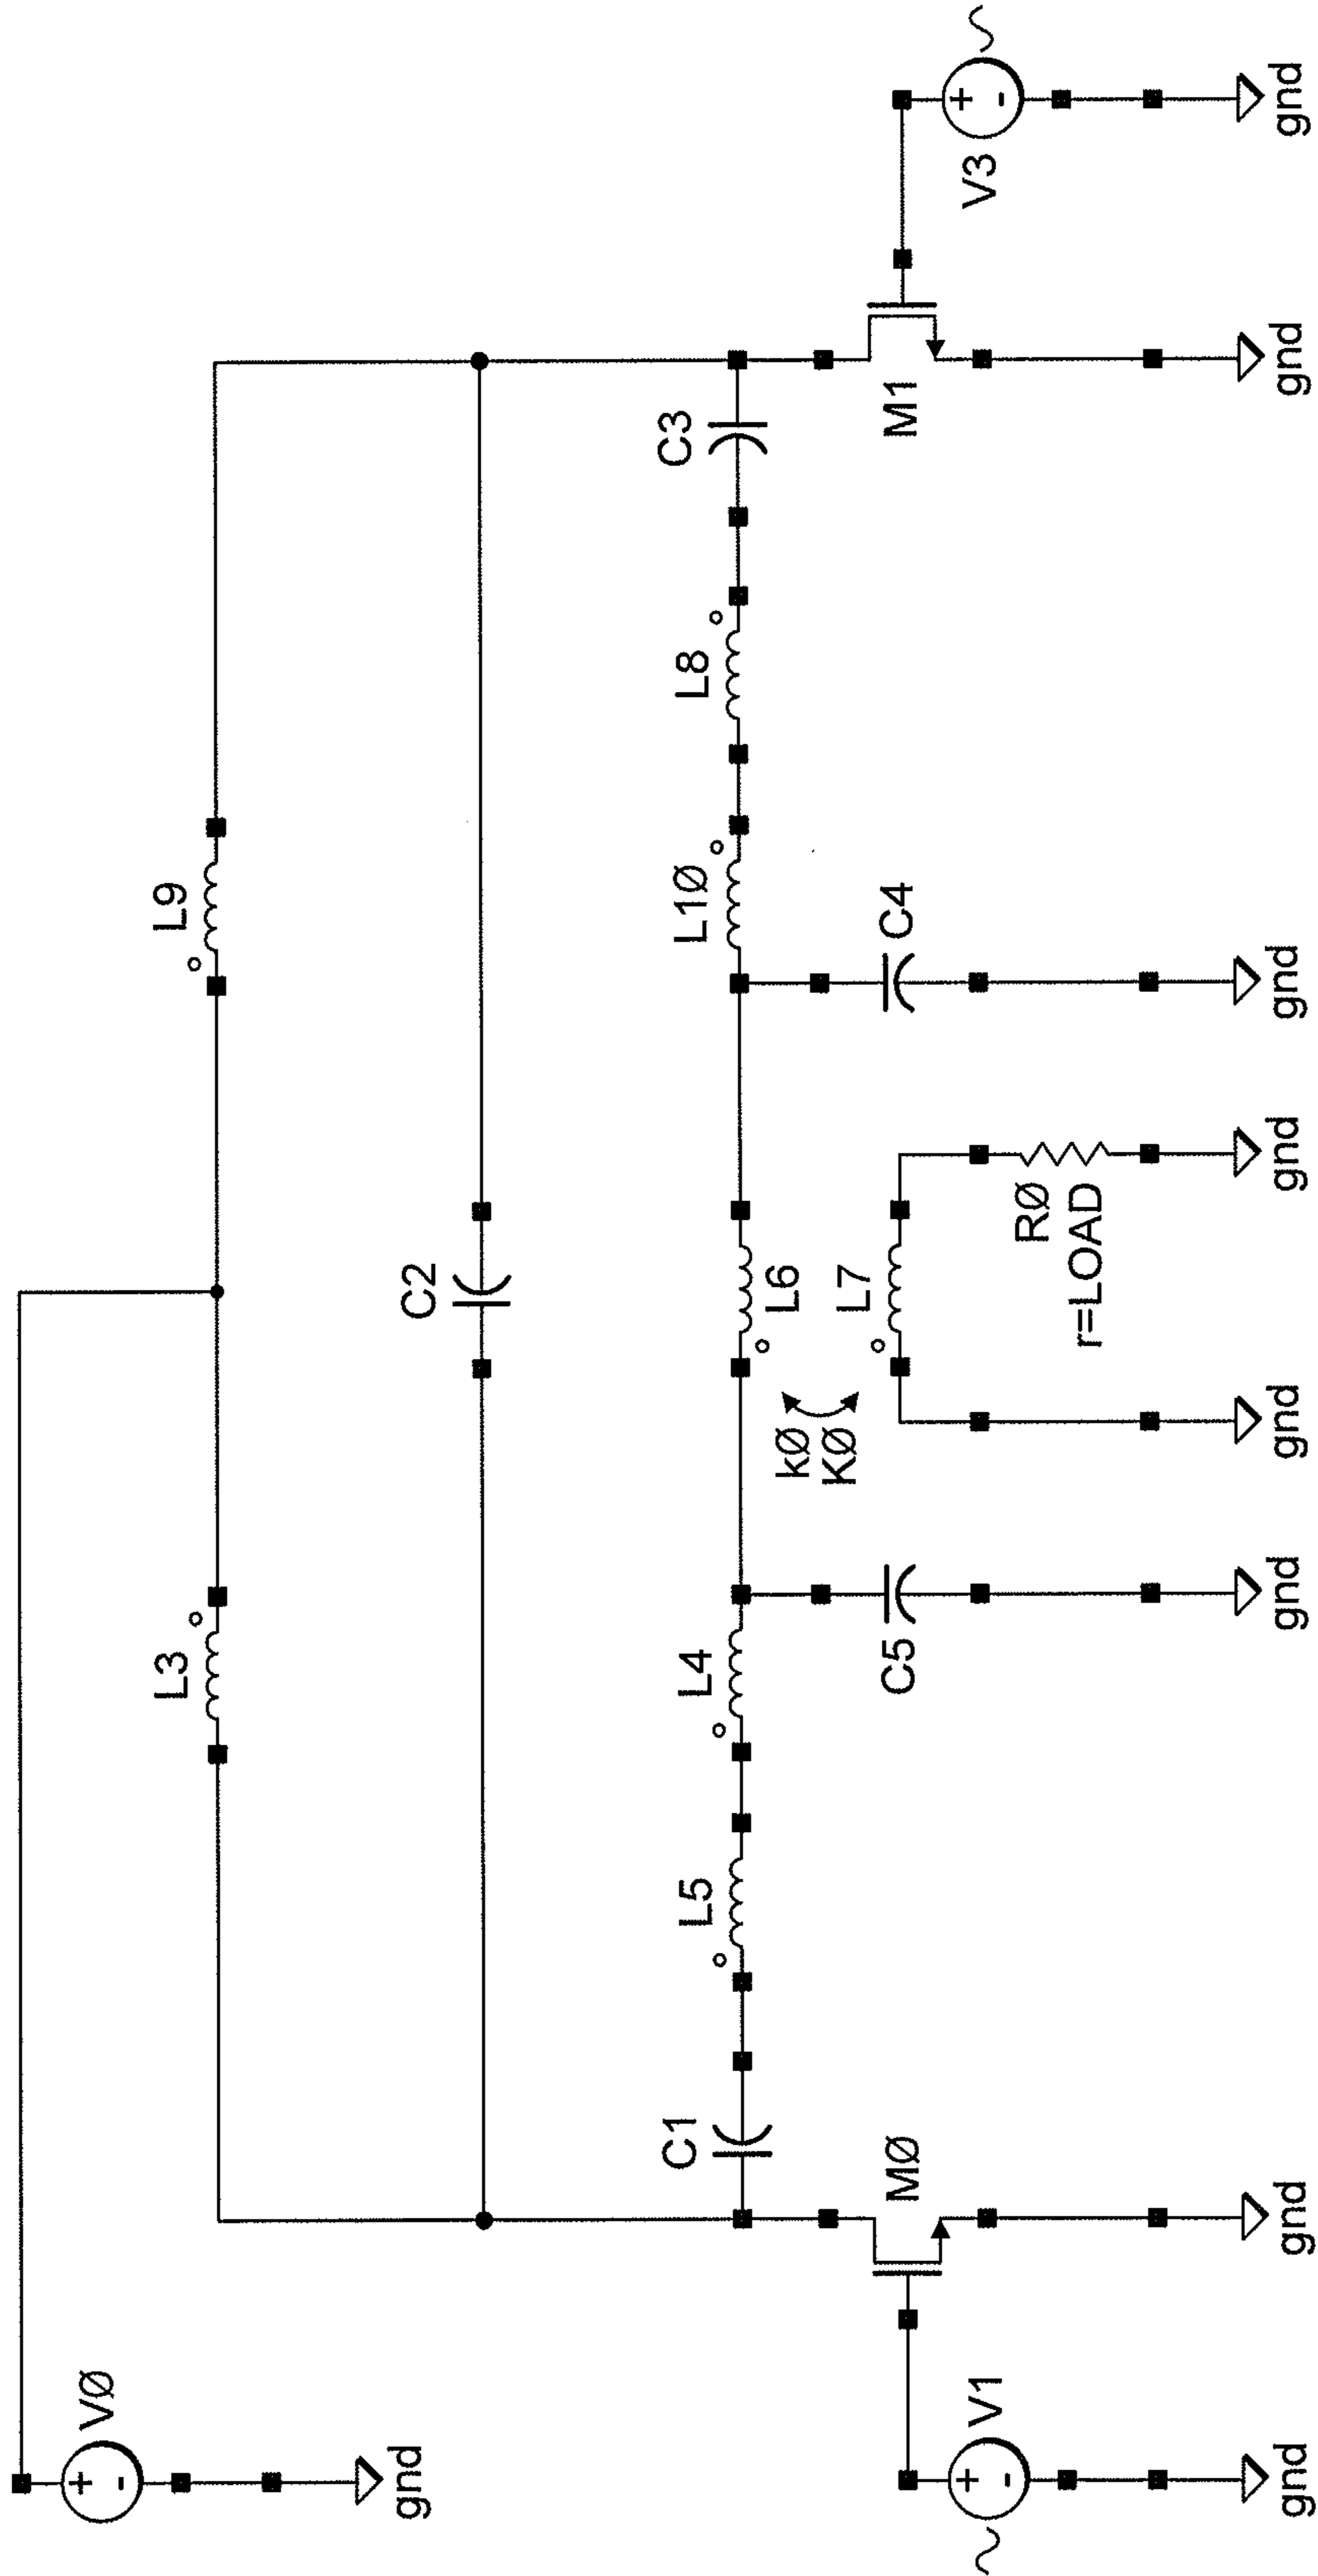 VØ
gnd
L3
L9
C2
C1
L5
L4
L6
L1Ø
L8
C3
kØ
KØ
L7
MØ
C5
RØ
r=LOAD
C4
M1
V1
V3
gnd
gnd
gnd
gnd
gnd
gnd
gnd
gnd